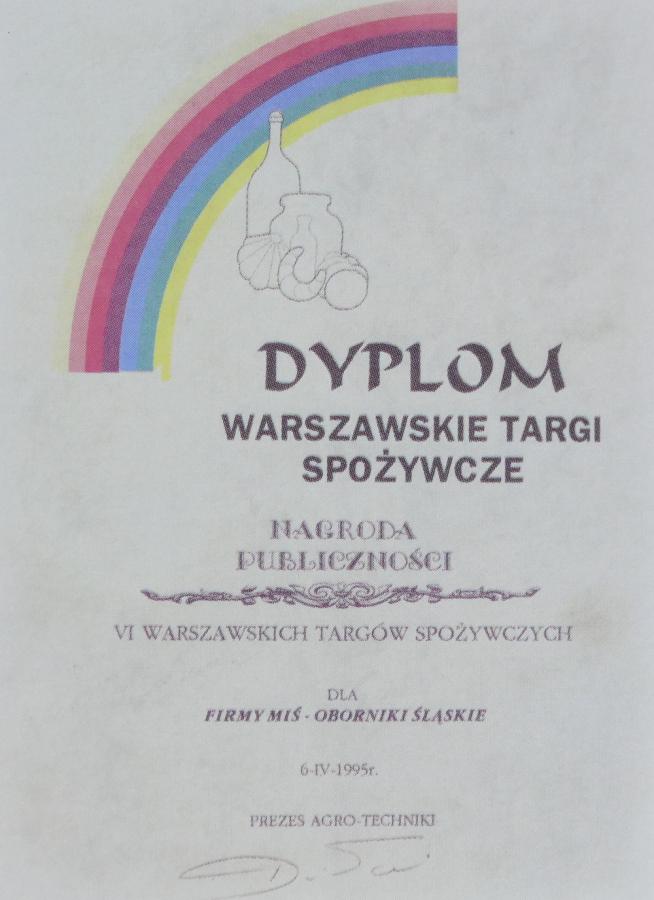 DYPLOM
WARSZAWSKIE TARGI
SPOŻYWCZE
NAGRODA
PUBLICZNOŚCI
VI WARSZAWSKICH TARGÓW SPOŻYWCZYCH
DLA
FIRMY MIŚ - OBORNIKI ŚLĄSKIE
6-IV-1995r.
PREZES AGRO-TECHNIKI